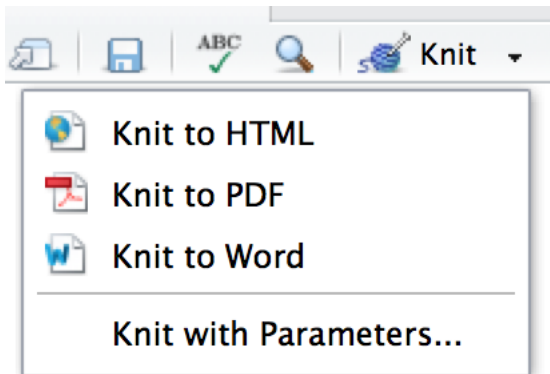 ABC
Knit
Knit to HTML
Knit to PDF
Knit to Word
Knit with Parameters...